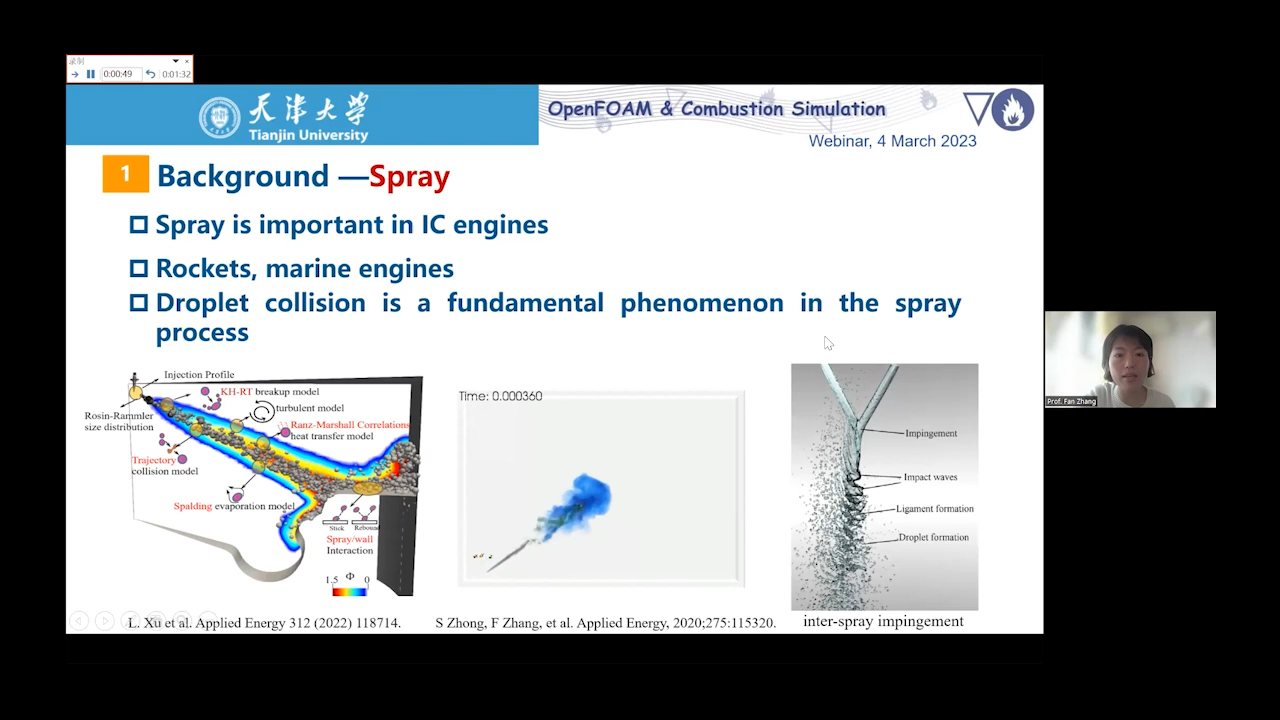 录制
0:00:49
0:01:32
天津大学
Tianjin University
OpenFOAM & Combustion Simulation
Webinar, 4 March 2023
1
Background —Spray
Spray is important in IC engines
Rockets, marine engines
Droplet collision is a fundamental phenomenon in the spray
process
Injection Profile
KH-RT breakup model
turbulent model
Rosin-Rammler
size distribution
Ranz-Marshall Correlations
heat transfer model
Trajectory
collision model
Spalding evaporation model
Stick
Rebound
Spray/wall
Interaction
1.5 Φ 0
L. Xu et al. Applied Energy 312 (2022) 118714.
Time: 0.000360
S Zhong, F Zhang, et al. Applied Energy, 2020;275:115320.
Impingement
Impact waves
Ligament formation
Droplet formation
inter-spray impingement
Prof. Fan Zhang